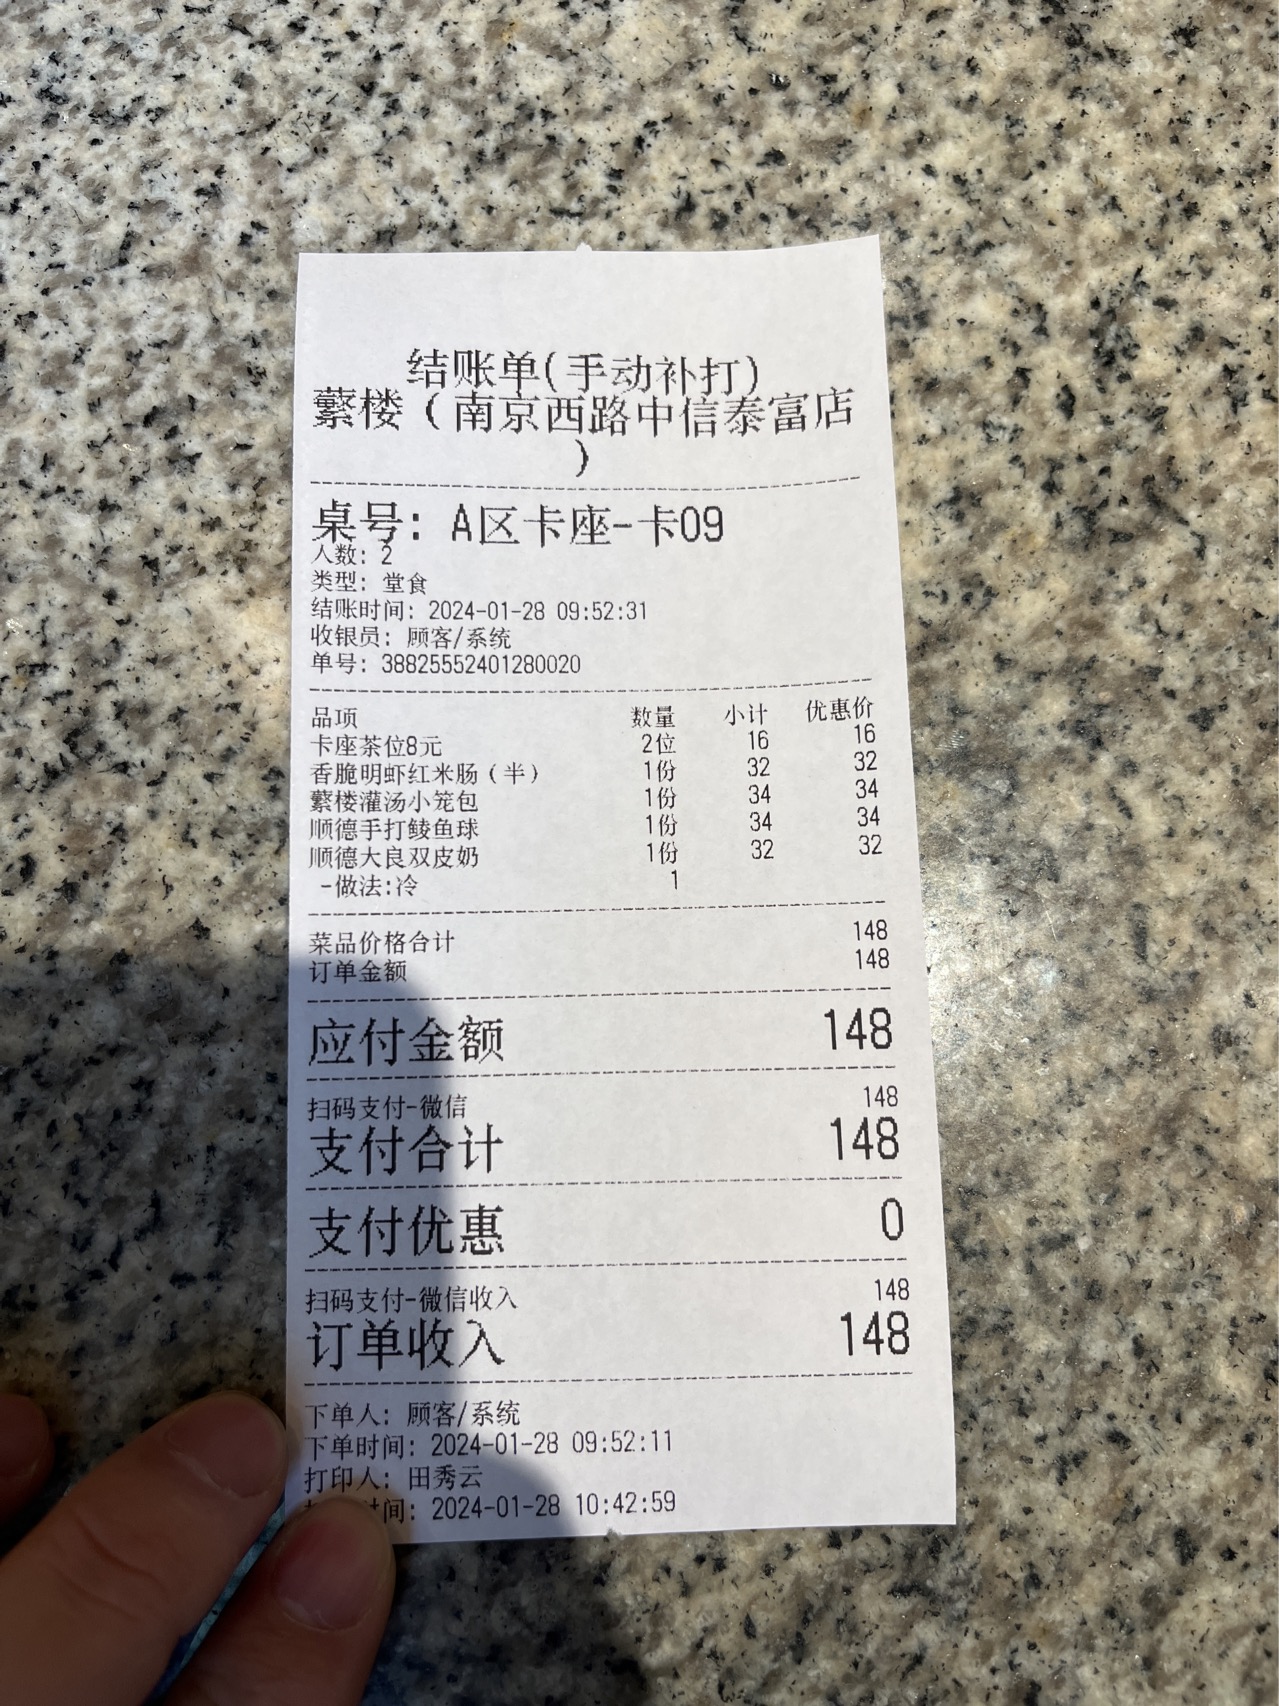 结账单(手动补打)
蘩楼（南京西路中信泰富店
）
桌号: A区卡座-卡09
人数: 2
类型: 堂食
结账时间: 2024-01-28 09:52:31
收银员: 顾客/系统
单号: 38825552401280020
品项 数量 小计 优惠价
卡座茶位8元 2位 16 16
香脆明虾红米肠（半） 1份 32 32
蘩楼灌汤小笼包 1份 34 34
顺德手打鲮鱼球 1份 34 34
顺德大良双皮奶 1份 32 32
-做法:冷 1
菜品价格合计 148
订单金额 148
应付金额 148
扫码支付-微信 148
支付合计 148
支付优惠 0
扫码支付-微信收入 148
订单收入 148
下单人: 顾客/系统
下单时间: 2024-01-28 09:52:11
打印人: 田秀云
时间: 2024-01-28 10:42:59